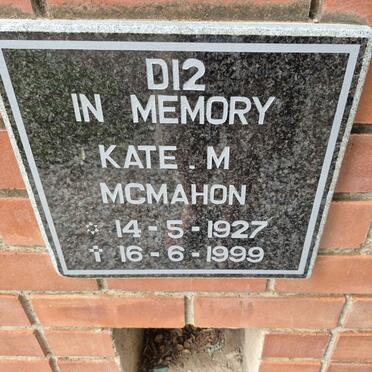 D12
IN MEMORY
KATE . M
MCMAHON
14 - 5 - 1927
† 16 - 6 - 1999